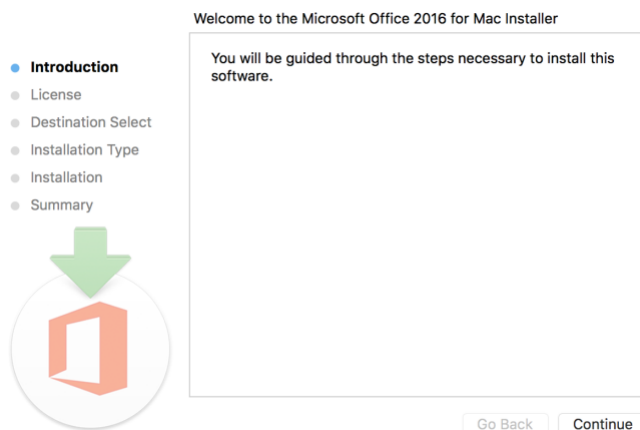 Welcome to the Microsoft Office 2016 for Mac Installer
Introduction
License
Destination Select
Installation Type
Installation
Summary
You will be guided through the steps necessary to install this
software.
Go Back
Continue